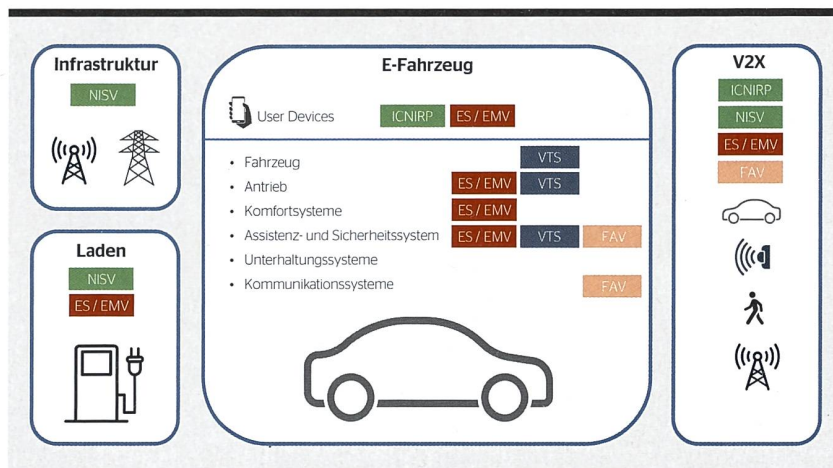 Infrastruktur
NISV
Laden
NISV
ES / EMV
E-Fahrzeug
User Devices ICNIRP ES / EMV
• Fahrzeug VTS
• Antrieb ES / EMV VTS
• Komfortsysteme ES / EMV
• Assistenz- und Sicherheitssystem ES / EMV VTS FAV
• Unterhaltungssysteme
• Kommunikationssysteme FAV
V2X
ICNIRP
NISV
ES / EMV
FAV